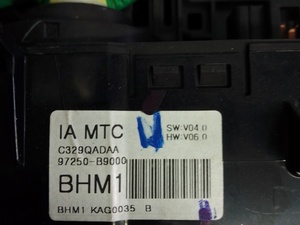 IA MTC
SW:V04.0
HW:V06.0
C329QADAA
97250-B9000
BHM1
BHM1 KAG0035 B